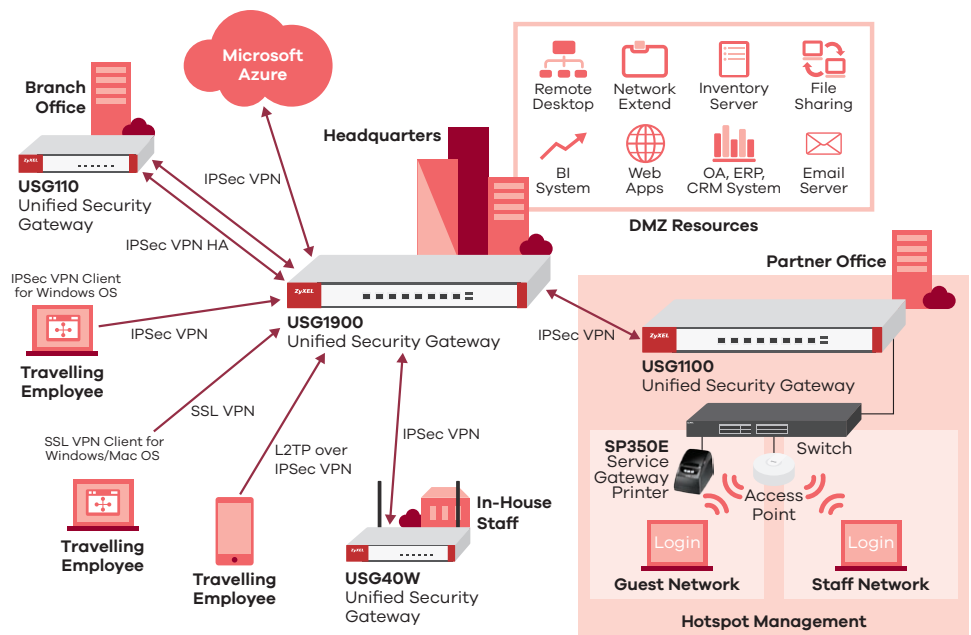 Microsoft
Azure
Branch
Office
ZyXEL
USG110
Unified Security
Gateway
IPSec VPN
IPSec VPN HA
Headquarters
ZyXEL
USG1900
Unified Security Gateway
Remote
Desktop
Network
Extend
Inventory
Server
File
Sharing
BI
System
Web
Apps
OA, ERP,
CRM System
Email
Server
DMZ Resources
IPSec VPN Client
for Windows OS
IPSec VPN
Travelling
Employee
SSL VPN
SSL VPN Client for
Windows/Mac OS
Travelling
Employee
L2TP over
IPSec VPN
Travelling
Employee
IPSec VPN
In-House
Staff
ZyXEL
USG40W
Unified Security
Gateway
IPSec VPN
Partner Office
ZyXEL
USG1100
Unified Security Gateway
Switch
SP350E
Service
Gateway
Printer
Access
Point
Login
Guest Network
Login
Staff Network
Hotspot Management